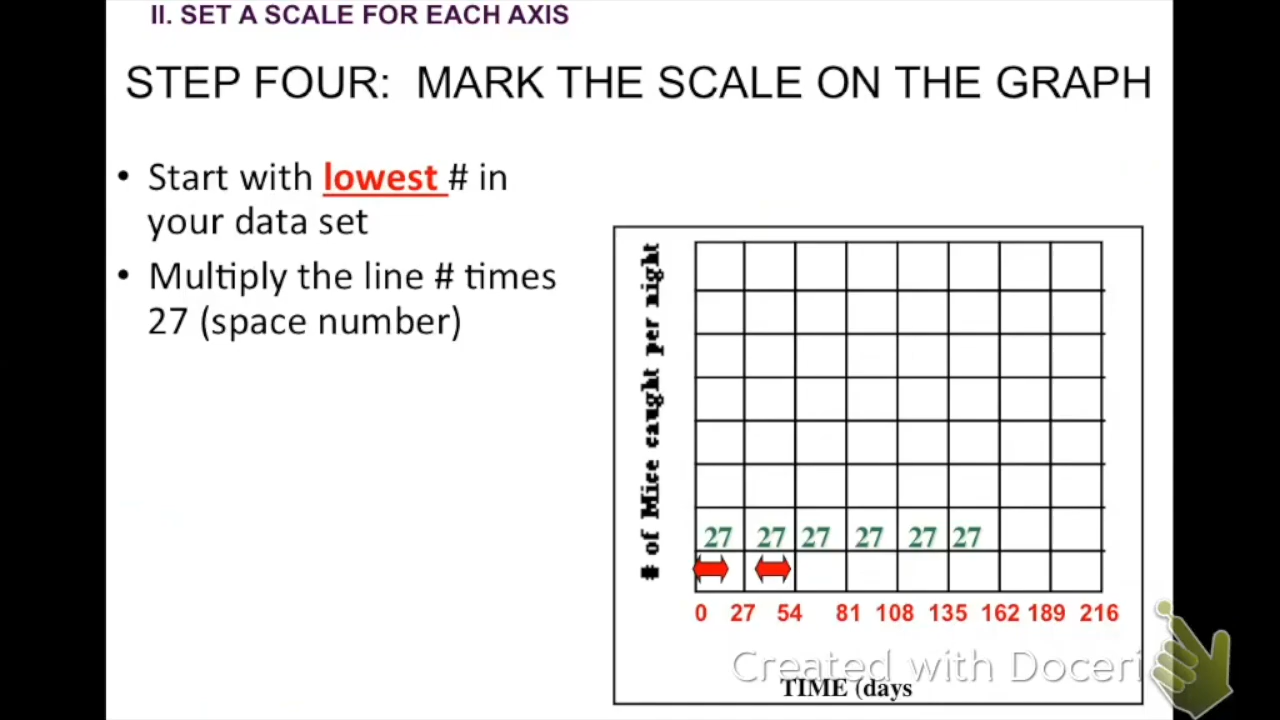 II. SET A SCALE FOR EACH AXIS
STEP FOUR: MARK THE SCALE ON THE GRAPH
• Start with lowest # in
your data set
• Multiply the line # times
27 (space number)
# of Mice caught per night
27 27 27 27 27 27
0 27 54 81 108 135 162 189 216
Created with Doceri
TIME (days